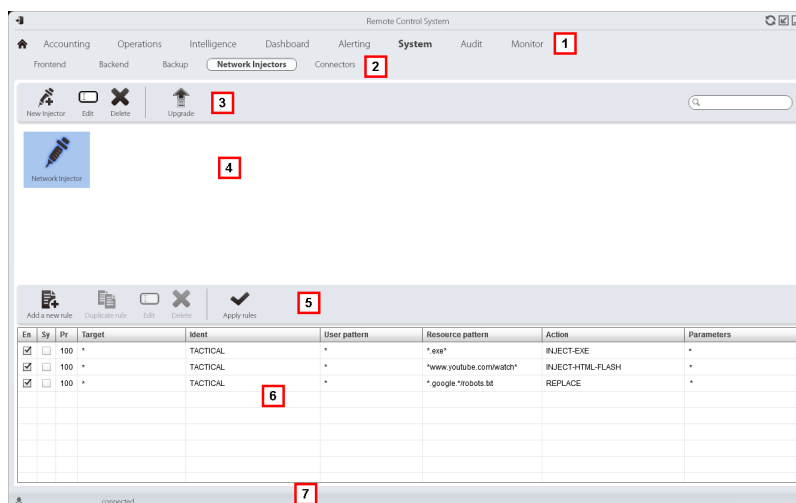 Remote Control System
Accounting Operations Intelligence Dashboard Alerting System Audit Monitor 1
Frontend Backend Backup Network Injectors Connectors 2
New Injector Edit Delete Upgrade 3
Network Injector 4
Add a new rule Duplicate rule Edit Delete Apply rules 5
En Sy Pr Target Ident User pattern Resource pattern Action Parameters
100 * TACTICAL * *.exe* INJECT-EXE *
100 * TACTICAL * *www.youtube.com/watch* INJECT-HTML-FLASH *
100 * TACTICAL * *.google.*/robots.txt REPLACE *
6
connected 7